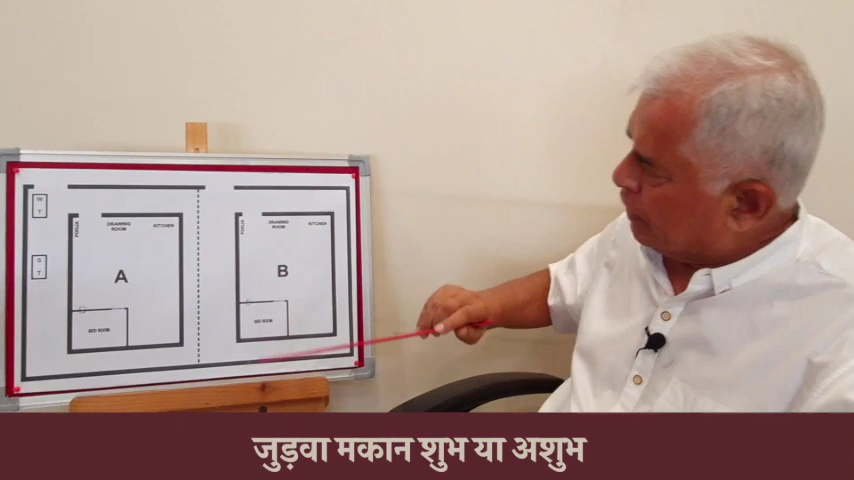 W
T
S
T
POOJA
DRAWING
ROOM
KITCHEN
A
BED ROOM
POOJA
DRAWING
ROOM
KITCHEN
B
BED ROOM
जुड़वा मकान शुभ या अशुभ